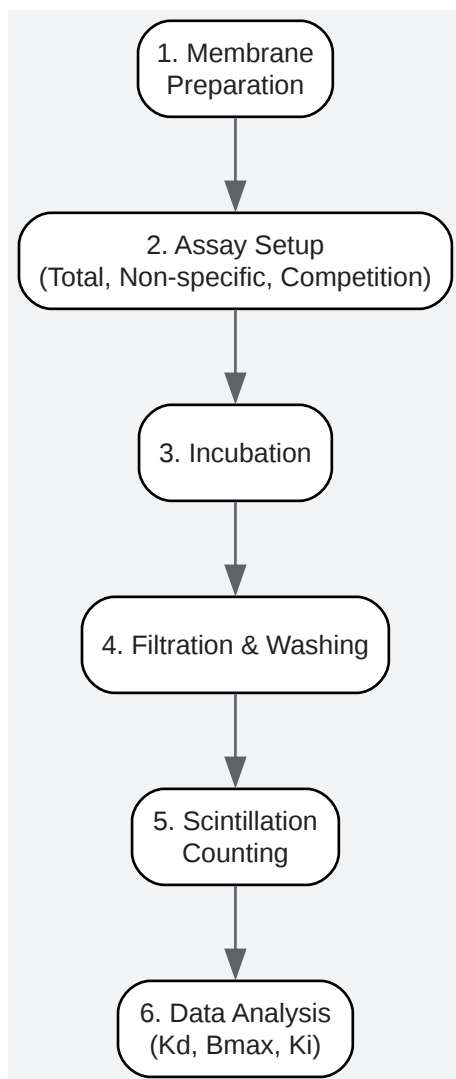 1. Membrane
Preparation
2. Assay Setup
(Total, Non-specific, Competition)
3. Incubation
4. Filtration & Washing
5. Scintillation
Counting
6. Data Analysis
(Kd, Bmax, Ki)